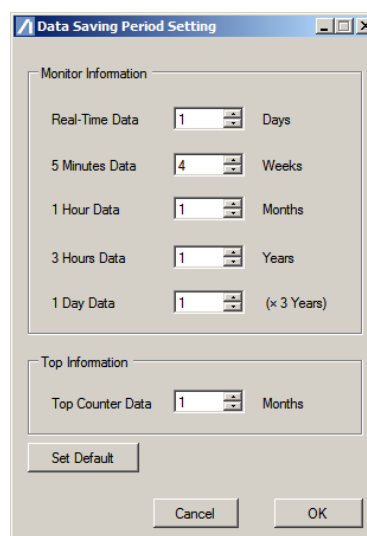 Data Saving Period Setting
Monitor Information
Real-Time Data 1 Days
5 Minutes Data 4 Weeks
1 Hour Data 1 Months
3 Hours Data 1 Years
1 Day Data 1 (× 3 Years)
Top Information
Top Counter Data 1 Months
Set Default
Cancel OK